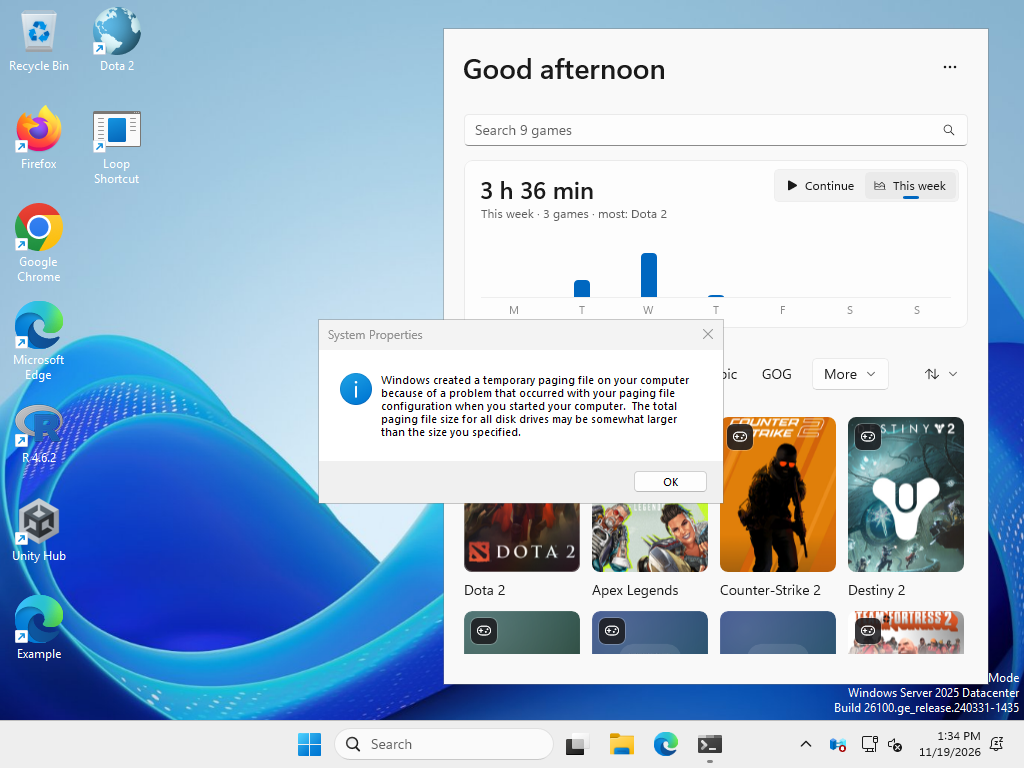 Recycle Bin
Dota 2
Firefox
Loop
Shortcut
Google
Chrome
Microsoft
Edge
R 4.6.2
Unity Hub
Example
Good afternoon
Search 9 games
3 h 36 min
This week · 3 games · most: Dota 2
Continue
This week
M T W T F S S
GOG
More
System Properties
Windows created a temporary paging file on your computer
because of a problem that occurred with your paging file
configuration when you started your computer. The total
paging file size for all disk drives may be somewhat larger
than the size you specified.
OK
DOTA 2
LEGENDS
STRIKE 2
DESTINY 2
Dota 2
Apex Legends
Counter-Strike 2
Destiny 2
TEAM FORTRESS 2
Mode
Windows Server 2025 Datacenter
Build 26100.ge_release.240331-1435
Search
1:34 PM
11/19/2026